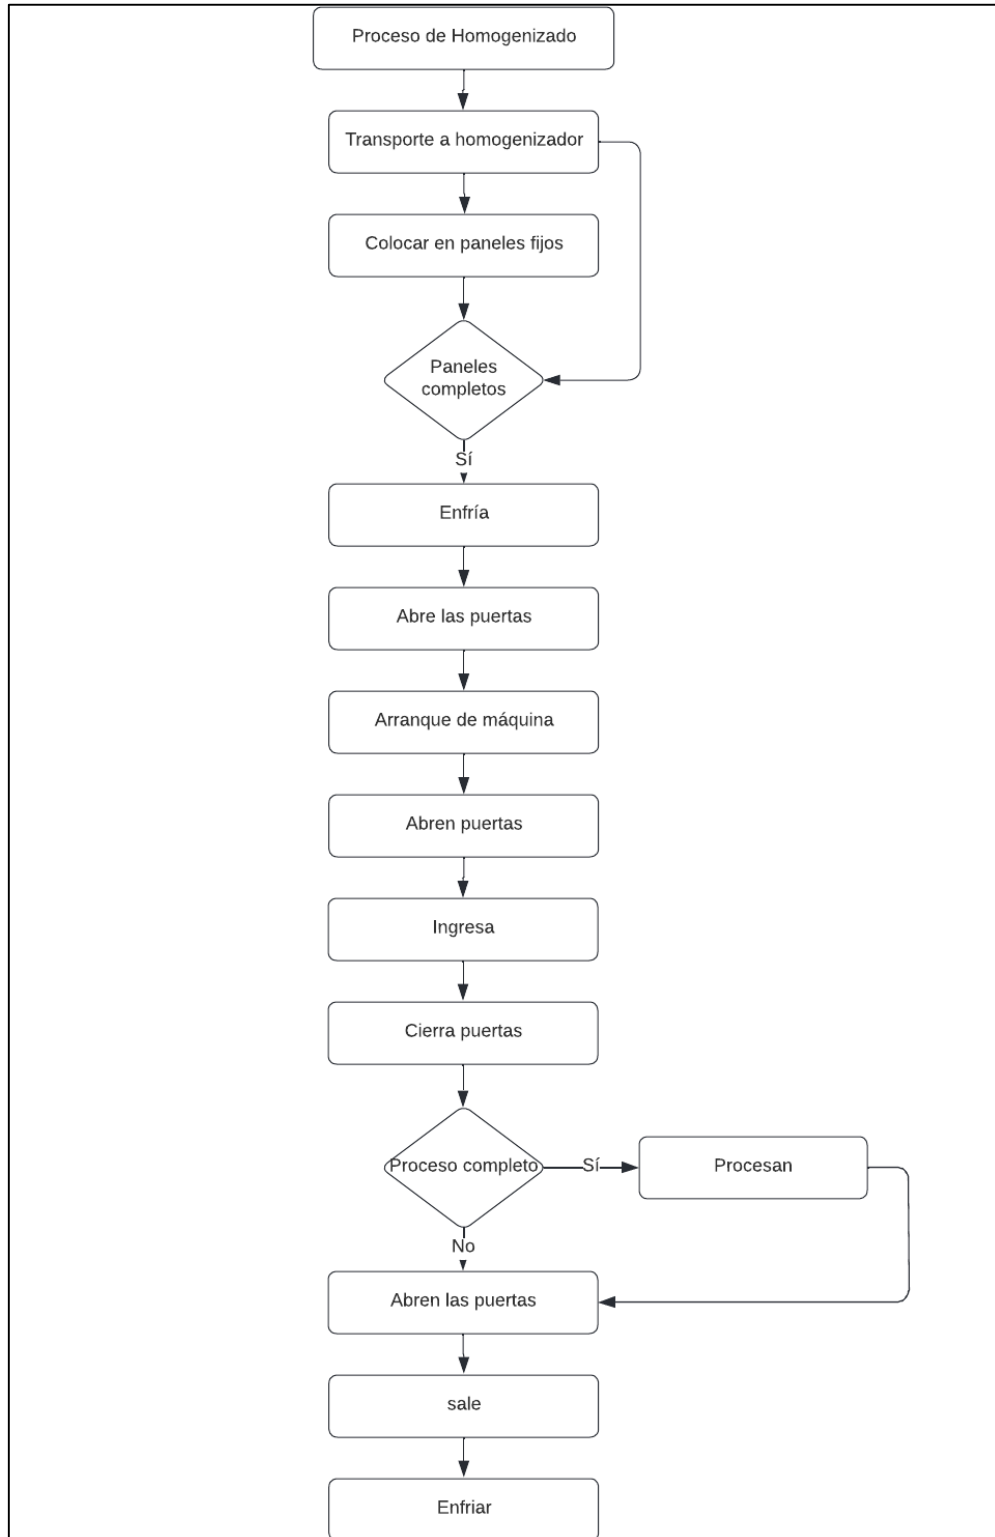 Proceso de Homogenizado
Transporte a homogenizador
Colocar en paneles fijos
Paneles
completos
Sí
Enfría
Abre las puertas
Arranque de máquina
Abren puertas
Ingresa
Cierra puertas
Proceso completo
Sí
Procesan
No
Abren las puertas
sale
Enfriar